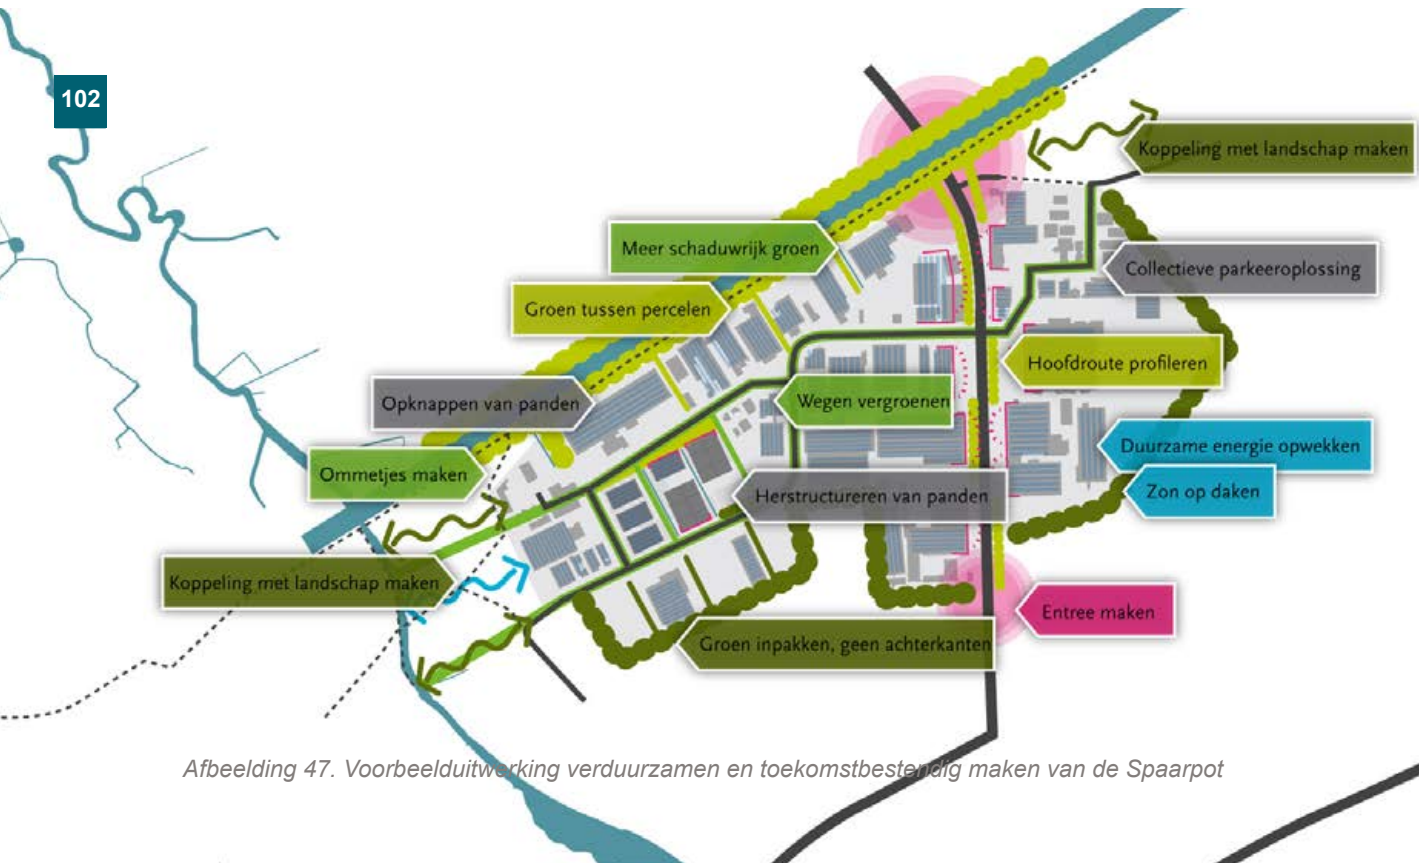 102
Koppeling met landschap maken
Meer schaduwrijk groen
Collectieve parkeeroplossing
Groen tussen percelen
Hoofdroute profileren
Opknappen van panden
Wegen vergroenen
Duurzame energie opwekken
Ommetjes maken
Zon op daken
Herstructureren van panden
Koppeling met landschap maken
Entree maken
Groen inpakken, geen achterkanten
Afbeelding 47. Voorbeelduitwerking verduurzamen en toekomstbestendig maken van de Spaarpot